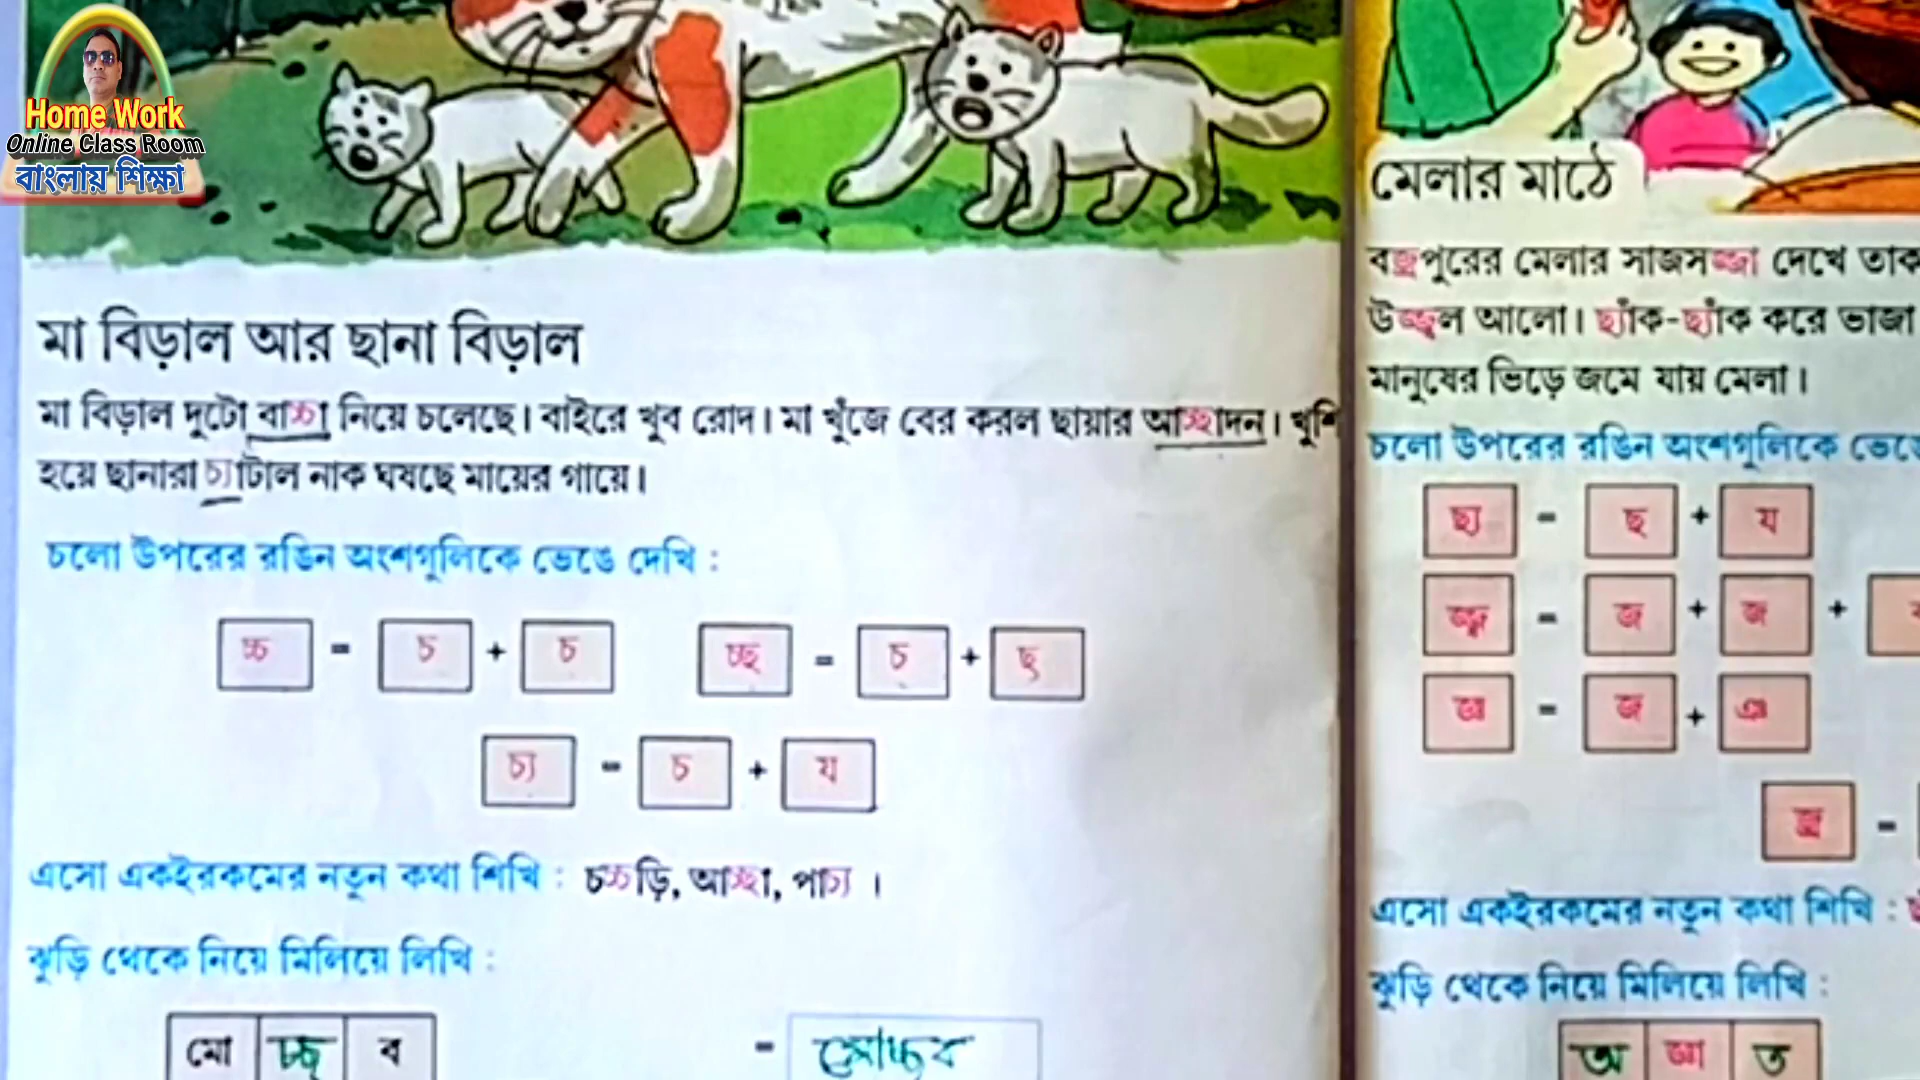 Home Work
Online Class Room
বাংলায় শিক্ষা
মা বিড়াল আর ছানা বিড়াল
মা বিড়াল দুটো বাচ্চা নিয়ে চলেছে। বাইরে খুব রোদ। মা খুঁজে বের করল ছায়ার আচ্ছাদন। খুশি
হয়ে ছানারা চ্যাটাল নাক ঘষছে মায়ের গায়ে।
চলো উপরের রঙিন অংশগুলিকে ভেঙে দেখি :
চ্চ = চ + চ চ্ছ = চ + ছ
চ্য = চ + য
এসো একইরকমের নতুন কথা শিখি : চচ্চড়ি, আচ্ছা, পাচ্য ।
ঝুড়ি থেকে নিয়ে মিলিয়ে লিখি :
মো চ্ছ ব = মোচ্ছব
মেলার মাঠে
বজ্রপুরের মেলার সাজসজ্জা দেখে তাক
উজ্জ্বল আলো। ছ্যাঁক-ছ্যাঁক করে ভাজা
মানুষের ভিড়ে জমে যায় মেলা।
চলো উপরের রঙিন অংশগুলিকে ভেঙে
ছ্য = ছ + য
জ্জ্ব = জ + জ +
জ্ঞ = জ + ঞ
জ্র =
এসো একইরকমের নতুন কথা শিখি :
ঝুড়ি থেকে নিয়ে মিলিয়ে লিখি :
অ জ্ঞা ত